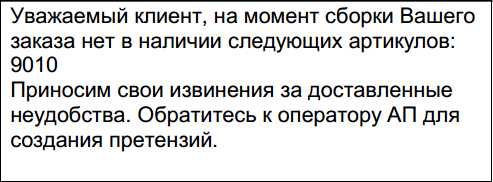 Уважаемый клиент, на момент сборки Вашего
заказа нет в наличии следующих артикулов:
9010
Приносим свои извинения за доставленные
неудобства. Обратитесь к оператору АП для
создания претензий.